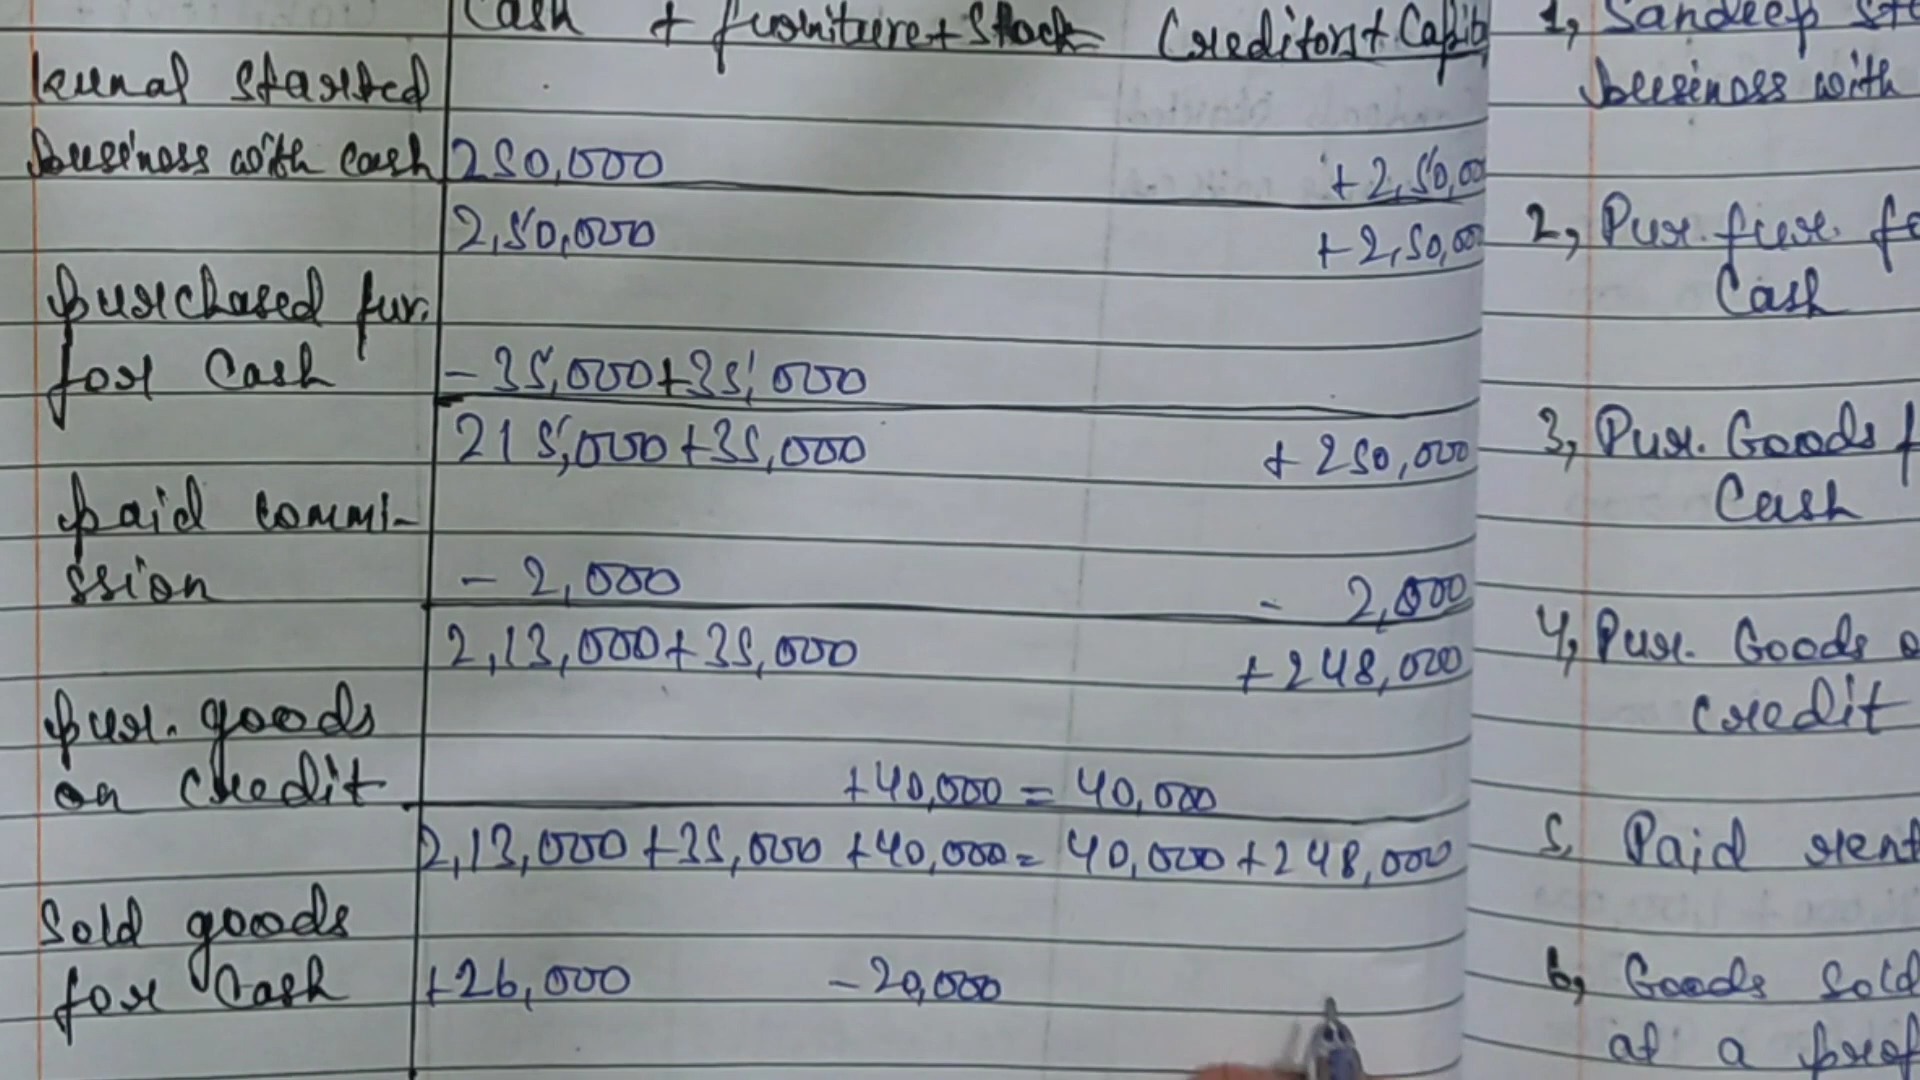 Cash + furniture + Stock = Creditors +
Kunal started
business with cash 250,000 + 2,50,00
2,50,000 + 2,50,00
purchased fur.
for Cash - 35,000 + 35,000
215,000 + 35,000 + 250,000
paid commi-
ssion - 2,000 - 2,000
2,13,000 + 35,000 + 248,000
pur. goods
on credit + 40,000 = 40,000
2,13,000 + 35,000 + 40,000 = 40,000 + 248,000
Sold goods
for Cash + 26,000 - 20,000
1, Sandeep
business with
2, Pur. fur.
Cash
3, Pur. Goods
Cash
4, Pur. Goods
credit
5, Paid rent
6, Goods Sold
at a